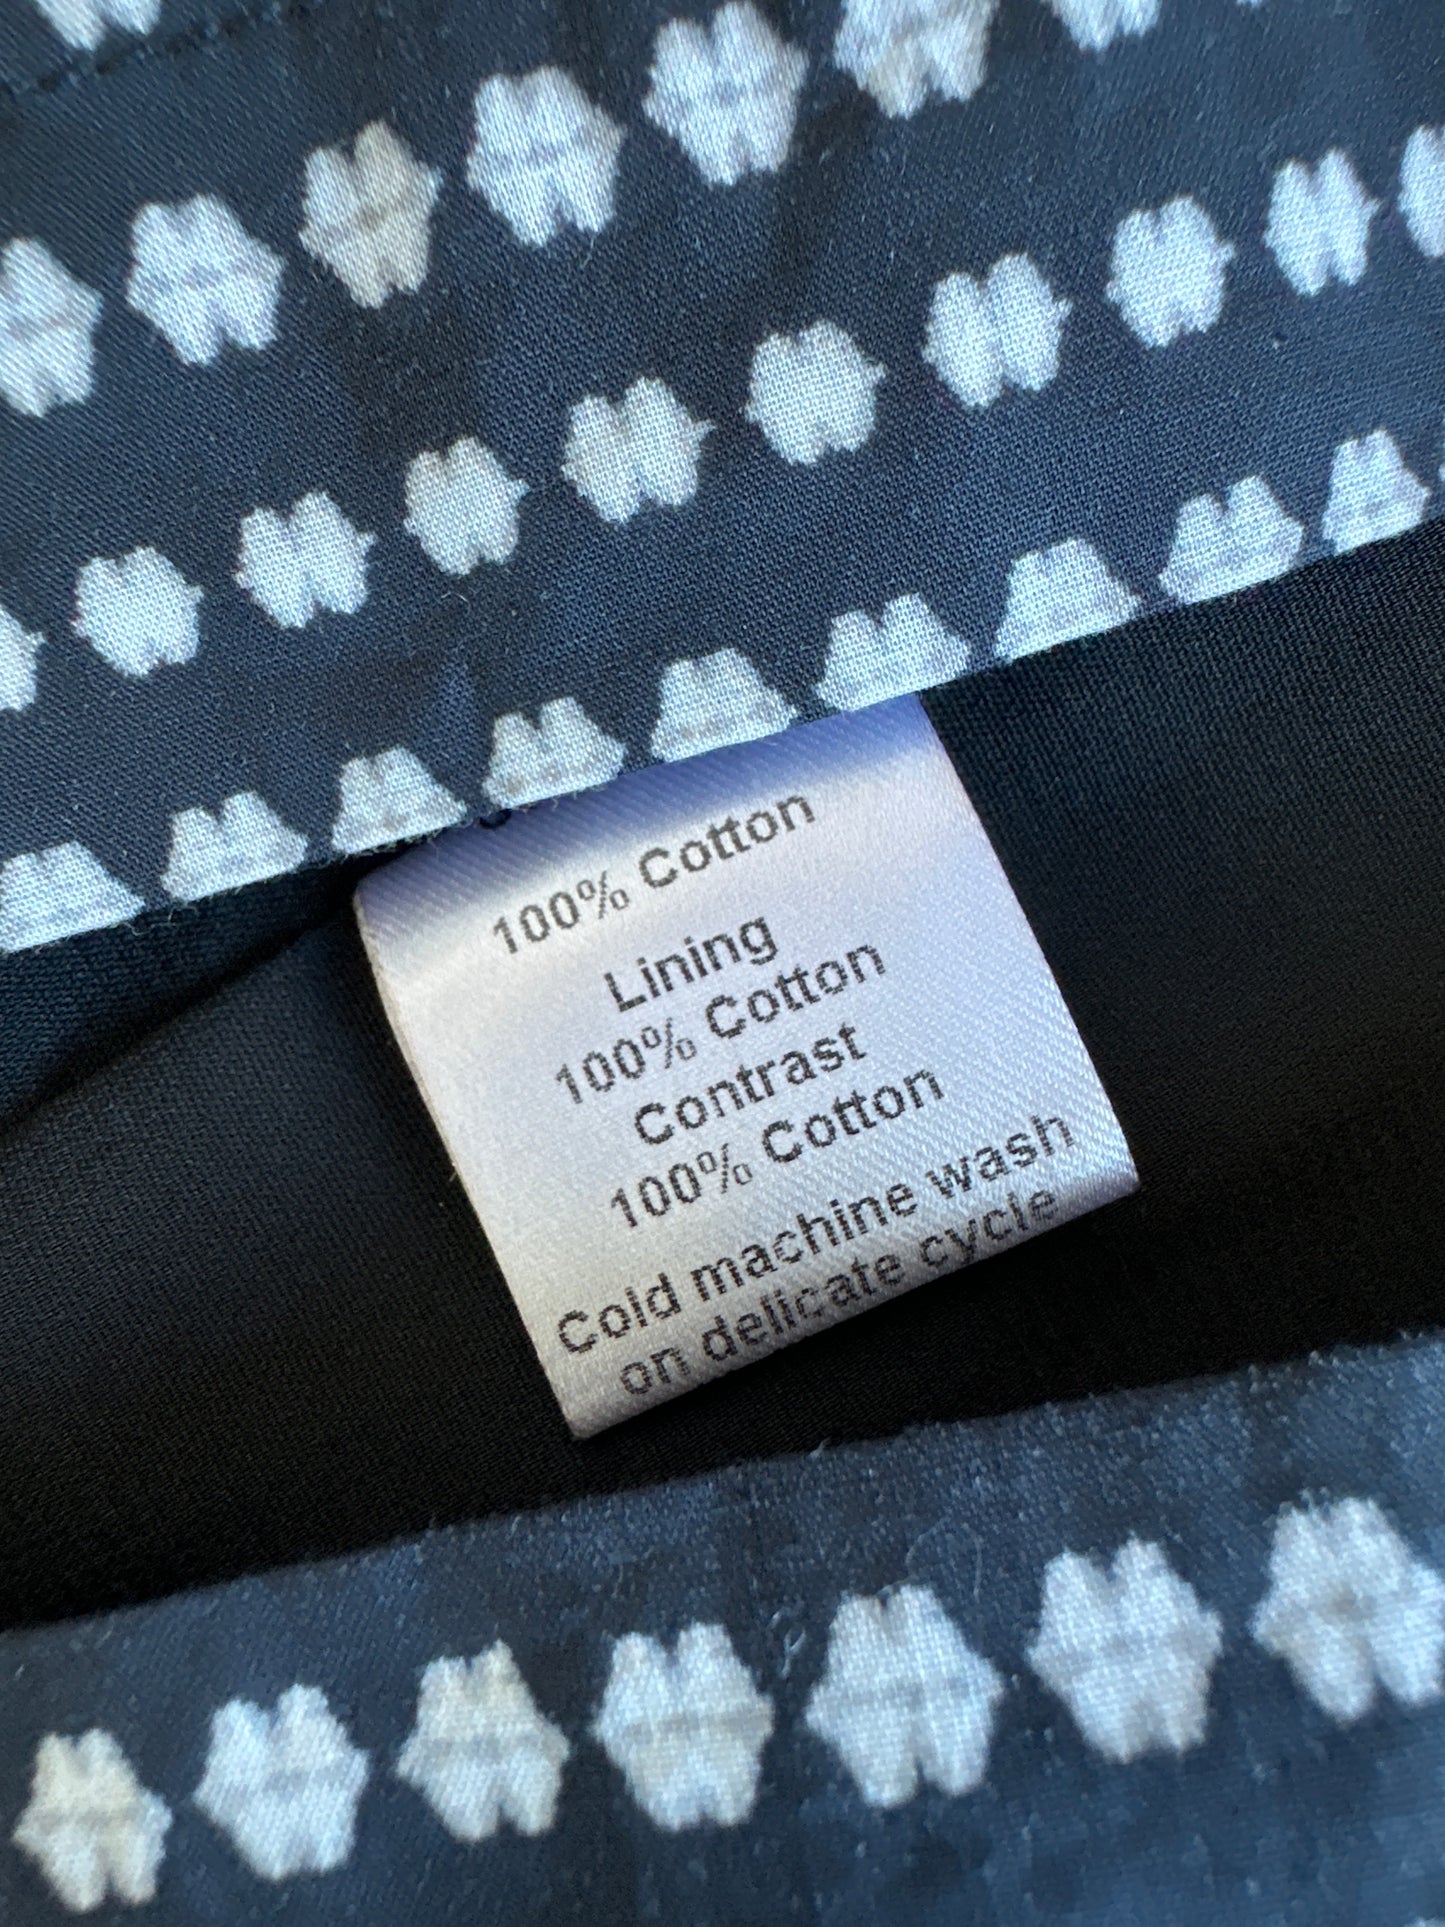 100% Cotton
Lining
100% Cotton
Contrast
100% Cotton
Cold machine wash
on delicate cycle